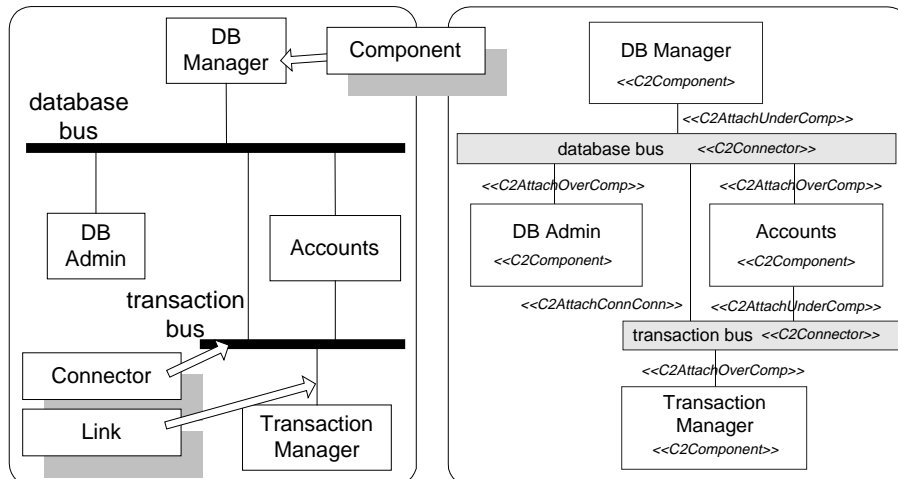 DB
Manager
Component
database
bus
DB
Admin
Accounts
transaction
bus
Connector
Link
Transaction
Manager
DB Manager
<<C2Component>
<<C2AttachUnderComp>>
database bus <<C2Connector>>
<<C2AttachOverComp>>
<<C2AttachOverComp>>
DB Admin
<<C2Component>
Accounts
<<C2Component>
<<C2AttachConnConn>
<<C2AttachUnderComp>>
transaction bus <<C2Connector>>
<<C2AttachOverComp>>
Transaction
Manager
<<C2Component>